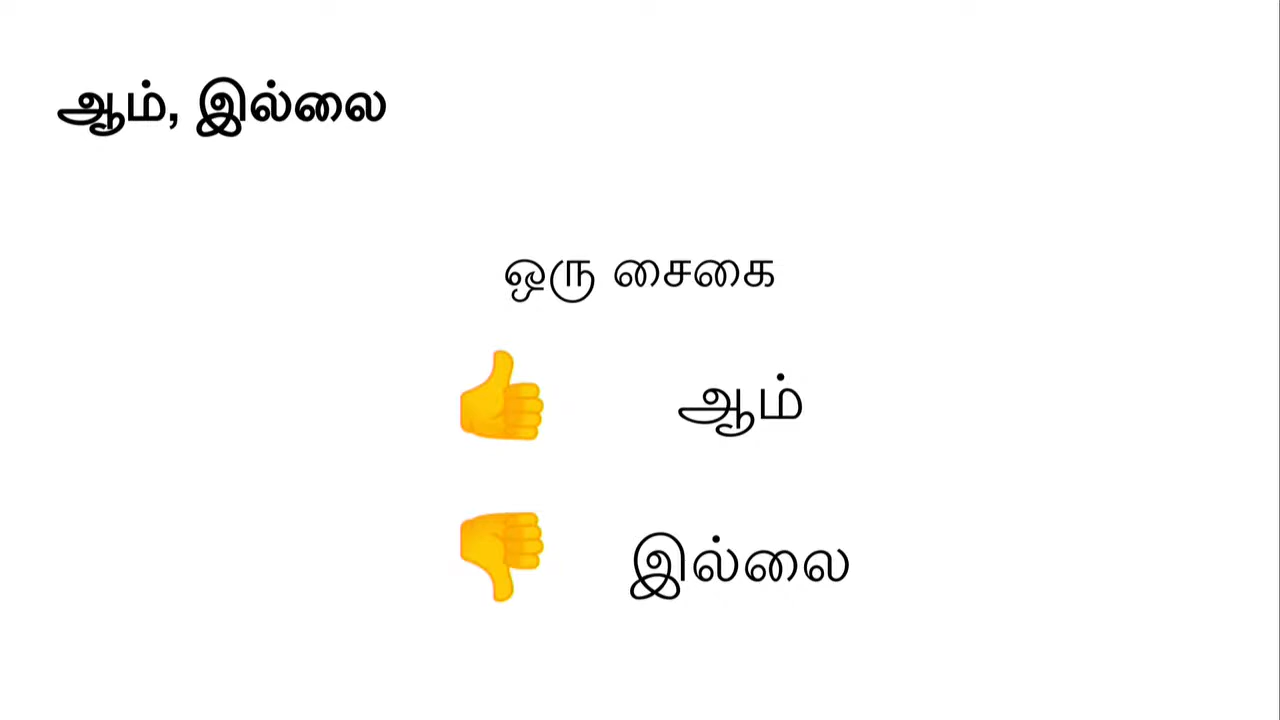 ஆம், இல்லை
ஒரு சைகை
ஆம்
இல்லை